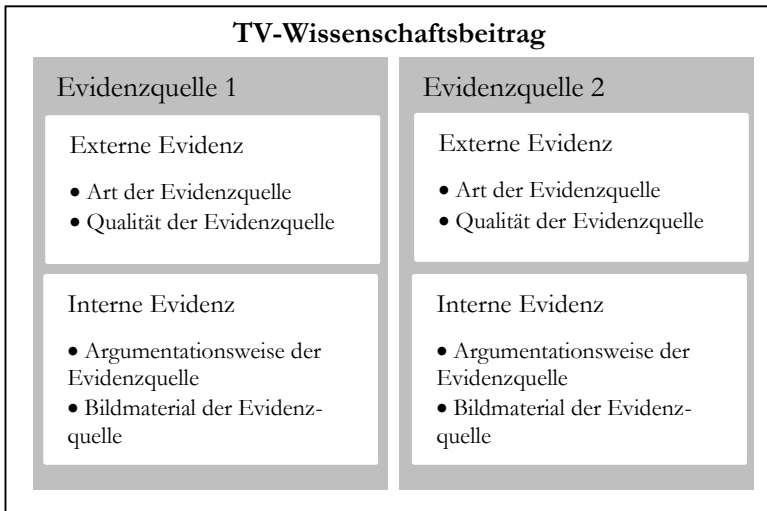 TV-Wissenschaftsbeitrag
Evidenzquelle 1
Externe Evidenz
• Art der Evidenzquelle
• Qualität der Evidenzquelle
Interne Evidenz
• Argumentationsweise der
Evidenzquelle
• Bildmaterial der Evidenz-
quelle
Evidenzquelle 2
Externe Evidenz
• Art der Evidenzquelle
• Qualität der Evidenzquelle
Interne Evidenz
• Argumentationsweise der
Evidenzquelle
• Bildmaterial der Evidenz-
quelle